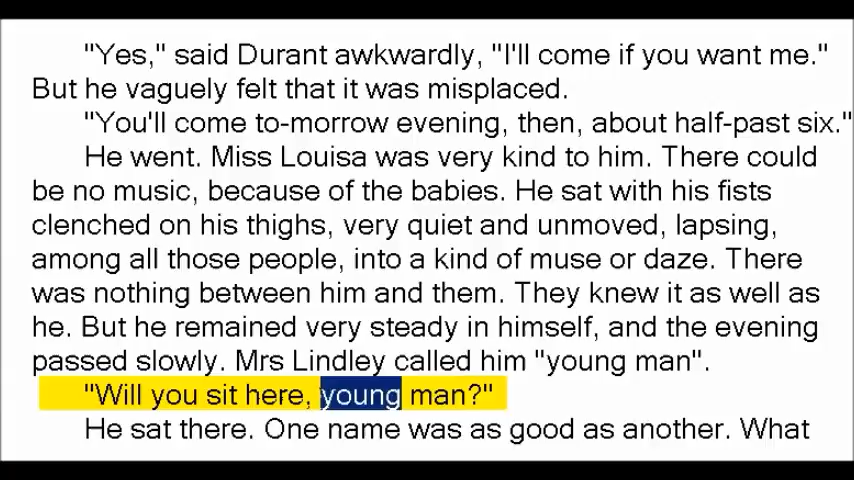 "Yes," said Durant awkwardly, "I'll come if you want me."
But he vaguely felt that it was misplaced.
"You'll come to-morrow evening, then, about half-past six."
He went. Miss Louisa was very kind to him. There could
be no music, because of the babies. He sat with his fists
clenched on his thighs, very quiet and unmoved, lapsing,
among all those people, into a kind of muse or daze. There
was nothing between him and them. They knew it as well as
he. But he remained very steady in himself, and the evening
passed slowly. Mrs Lindley called him "young man".
"Will you sit here, young man?"
He sat there. One name was as good as another. What